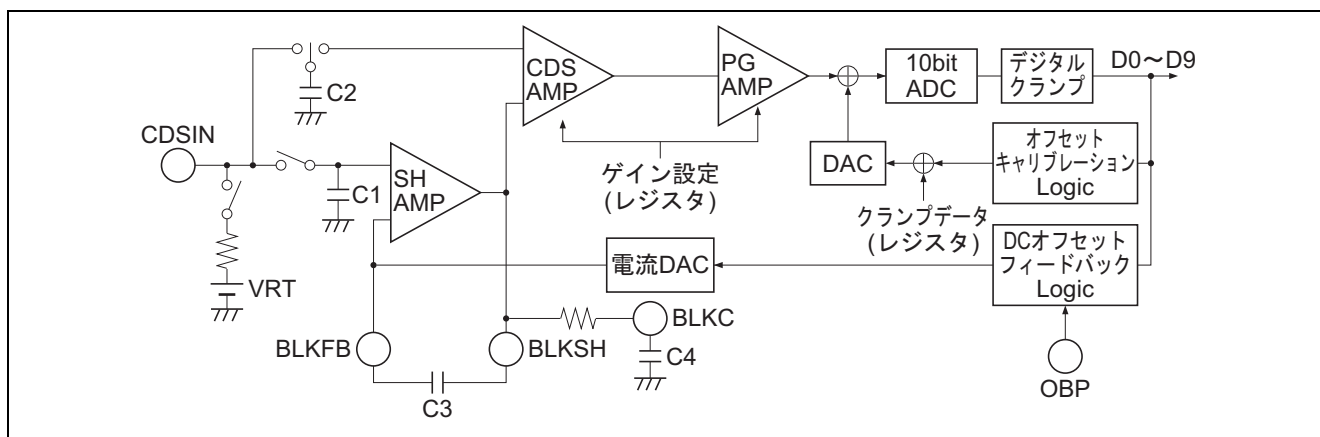 CDSIN
C2
C1
VRT
SH
AMP
CDS
AMP
PG
AMP
ゲイン設定
(レジスタ)
10bit
ADC
デジタル
クランプ
D0～D9
DAC
オフセット
キャリブレーション
Logic
クランプデータ
(レジスタ)
電流DAC
DCオフセット
フィードバック
Logic
BLKFB
BLKSH
BLKC
C4
C3
OBP